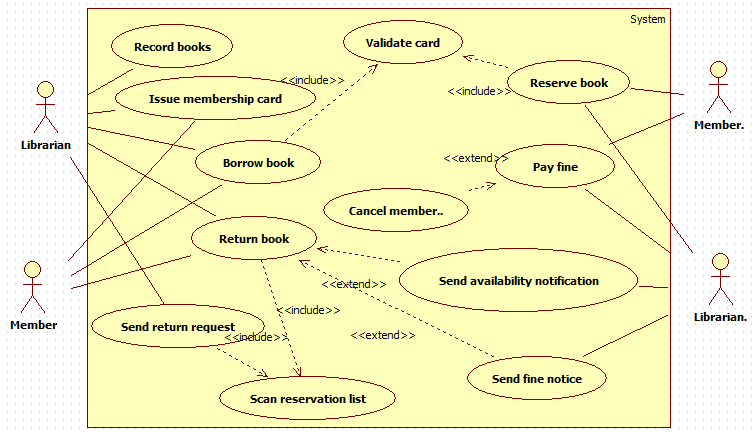 System
Record books
Validate card
<<include>>
Reserve book
Member.
Issue membership card
<<include>>
Librarian
Borrow book
<<extend>>
Pay fine
Cancel member..
Return book
Send availability notification
<<extend>>
Member
Librarian.
<<include>>
Send return request
<<include>>
<<extend>>
Send fine notice
Scan reservation list